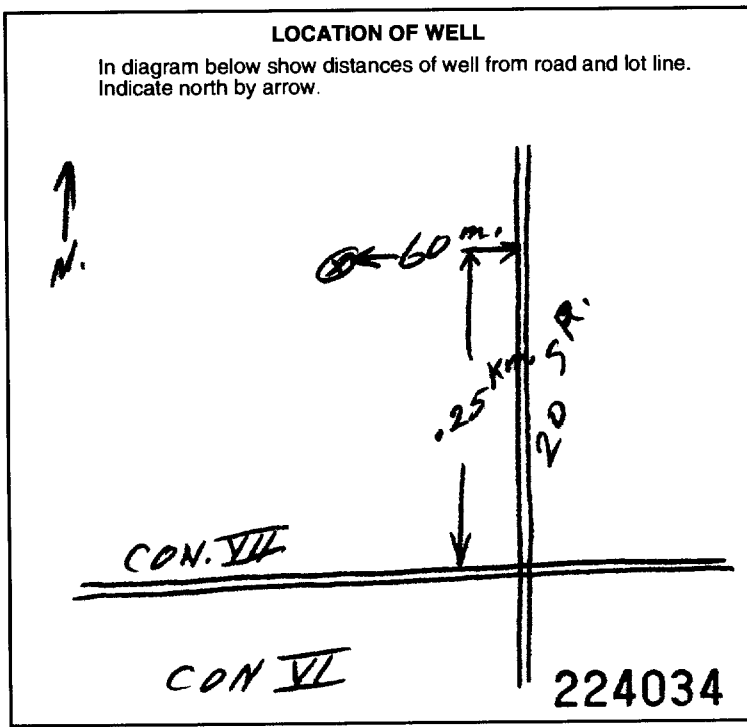 LOCATION OF WELL
In diagram below show distances of well from road and lot line.
Indicate north by arrow.
N.
60 m.
.25 Km.
20 S R.
CON. VII
CON VI
224034